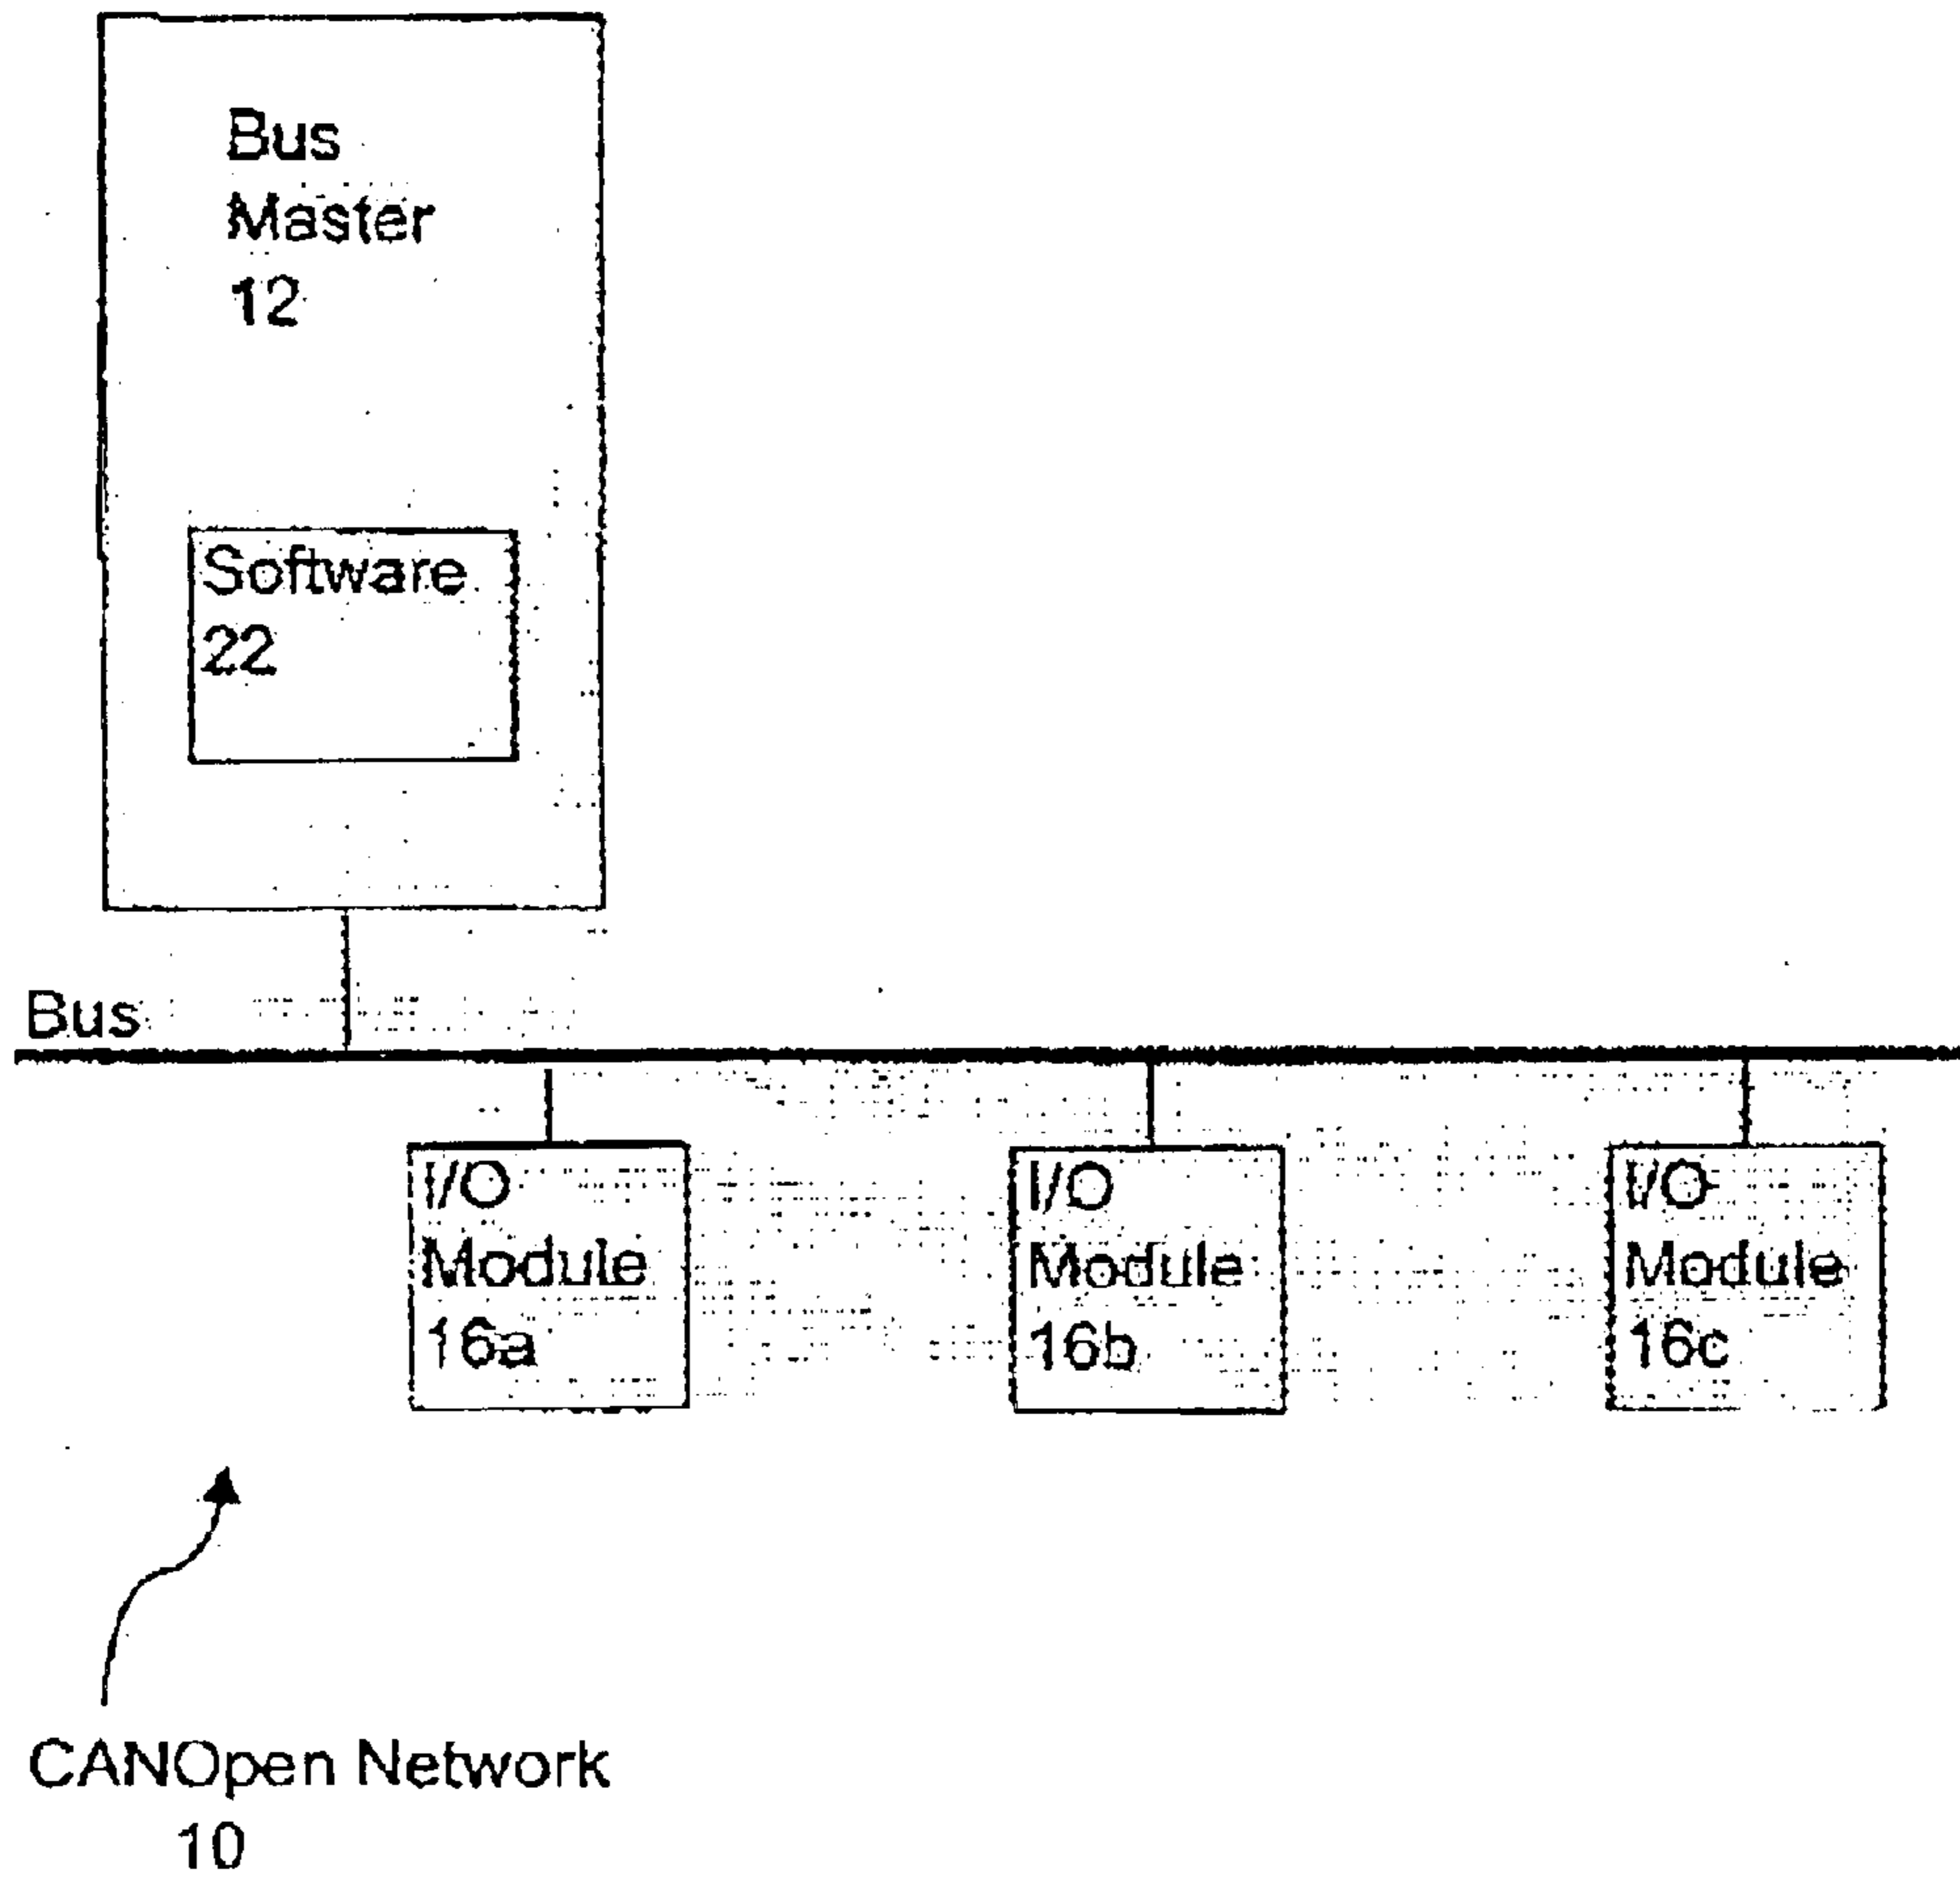 Bus
Master
12
Software
22
Bus
I/O
Module
16a
I/O
Module
16b
I/O
Module
16c
CANOpen Network
10